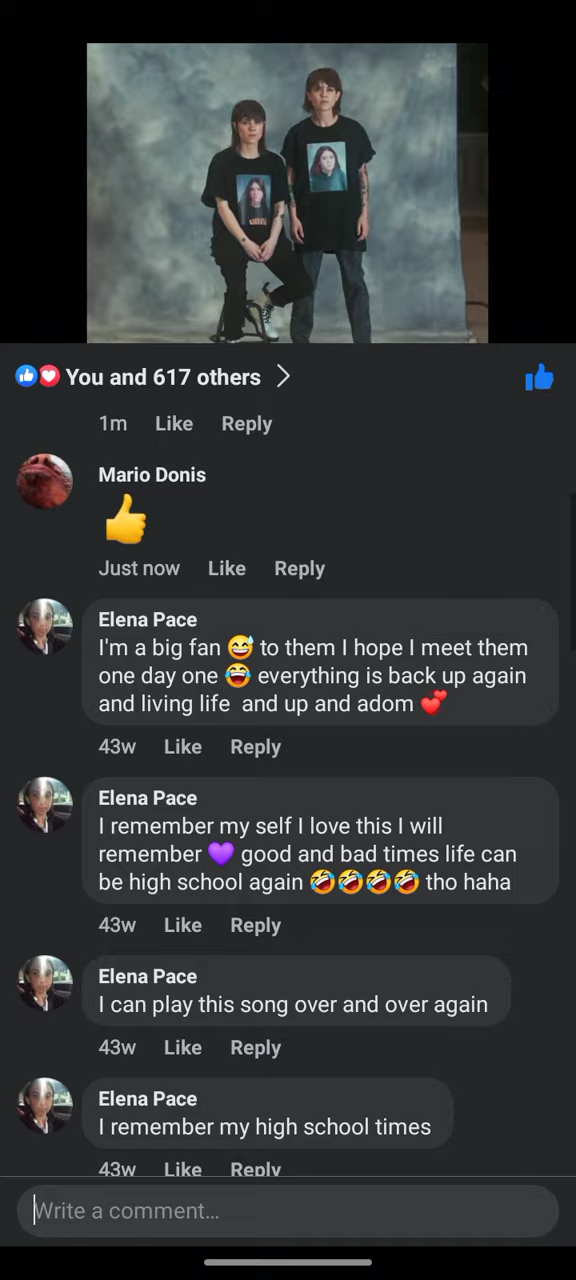 You and 617 others
1m Like Reply
Mario Donis
Just now Like Reply
Elena Pace
I'm a big fan 😅 to them I hope I meet them
one day one 😂 everything is back up again
and living life and up and adom 💕
43w Like Reply
Elena Pace
I remember my self I love this I will
remember 💜 good and bad times life can
be high school again 🤣🤣🤣🤣 tho haha
43w Like Reply
Elena Pace
I can play this song over and over again
43w Like Reply
Elena Pace
I remember my high school times
43w Like Reply
Write a comment...